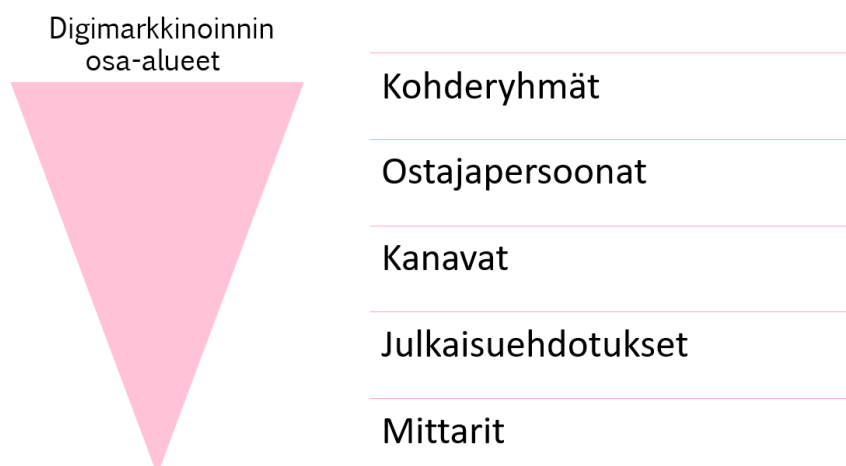 Digimarkkinoinnin
osa-alueet
Kohderyhmät
Ostajapersoonat
Kanavat
Julkaisuehdotukset
Mittarit